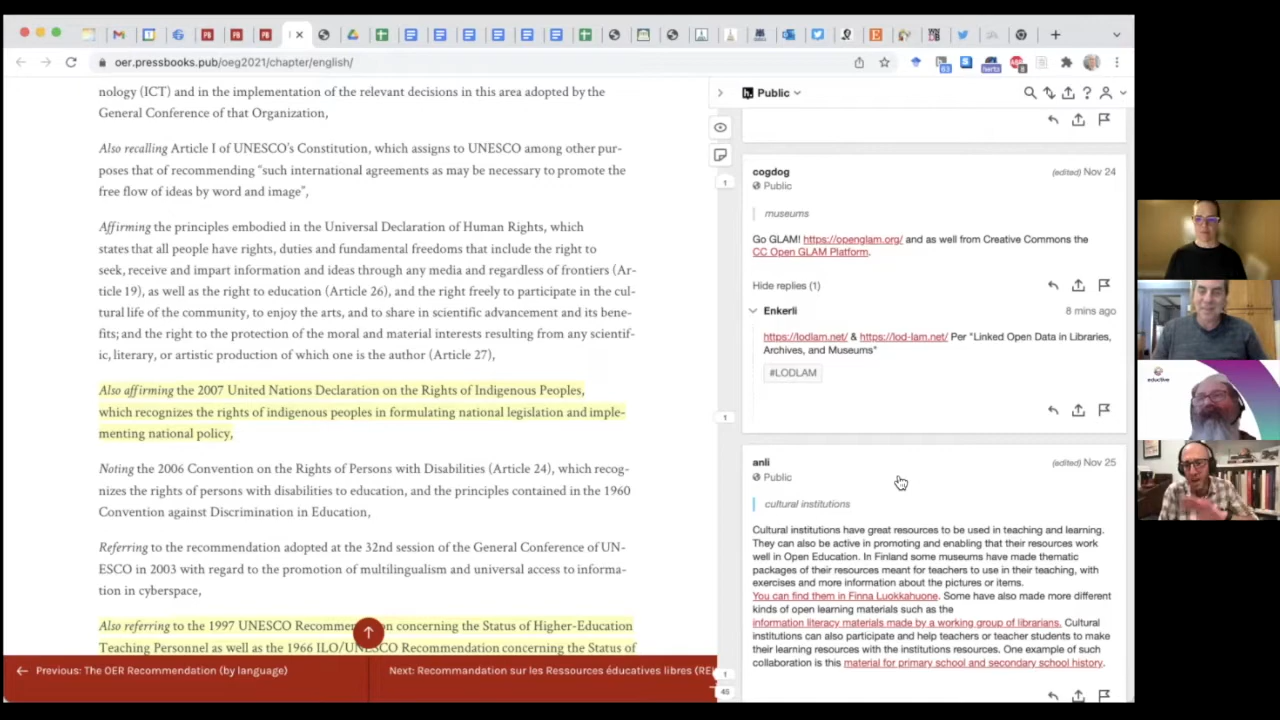 oer.pressbooks.pub/oeg2021/chapter/english/
nology (ICT) and in the implementation of the relevant decisions in this area adopted by the
General Conference of that Organization,
Also recalling Article I of UNESCO's Constitution, which assigns to UNESCO among other pur-
poses that of recommending “such international agreements as may be necessary to promote the
free flow of ideas by word and image”,
Affirming the principles embodied in the Universal Declaration of Human Rights, which
states that all people have rights, duties and fundamental freedoms that include the right to
seek, receive and impart information and ideas through any media and regardless of frontiers (Ar-
ticle 19), as well as the right to education (Article 26), and the right freely to participate in the cul-
tural life of the community, to enjoy the arts, and to share in scientific advancement and its bene-
fits; and the right to the protection of the moral and material interests resulting from any scientif-
ic, literary, or artistic production of which one is the author (Article 27),
Also affirming the 2007 United Nations Declaration on the Rights of Indigenous Peoples,
which recognizes the rights of indigenous peoples in formulating national legislation and imple-
menting national policy,
Noting the 2006 Convention on the Rights of Persons with Disabilities (Article 24), which recog-
nizes the rights of persons with disabilities to education, and the principles contained in the 1960
Convention against Discrimination in Education,
Referring to the recommendation adopted at the 32nd session of the General Conference of UN-
ESCO in 2003 with regard to the promotion of multilingualism and universal access to informa-
tion in cyberspace,
Also referring to the 1997 UNESCO Recommen on concerning the Status of Higher-Education
Teaching Personnel as well as the 1966 ILO/UNESCO Recommendation concerning the Status of
← Previous: The OER Recommendation (by language)
Next: Recommandation sur les Ressources éducatives libres (REL
h. Public
1
cogdog
(edited) Nov 24
Public
museums
Go GLAM! https://openglam.org/ and as well from Creative Commons the
CC Open GLAM Platform.
Hide replies (1)
Enkerli
8 mins ago
https://lodlam.net/ & https://lod-lam.net/ Per "Linked Open Data in Libraries,
Archives, and Museums"
#LODLAM
1
anli
(edited) Nov 25
Public
cultural institutions
Cultural institutions have great resources to be used in teaching and learning.
They can also be active in promoting and enabling that their resources work
well in Open Education. In Finland some museums have made thematic
packages of their resources meant for teachers to use in their teaching, with
exercises and more information about the pictures or items.
You can find them in Finna Luokkahuone. Some have also made more different
kinds of open learning materials such as the
information literacy materials made by a working group of librarians. Cultural
institutions can also participate and help teachers or teacher students to make
their learning resources with the institutions resources. One example of such
collaboration is this material for primary school and secondary school history.
1
45
eductive